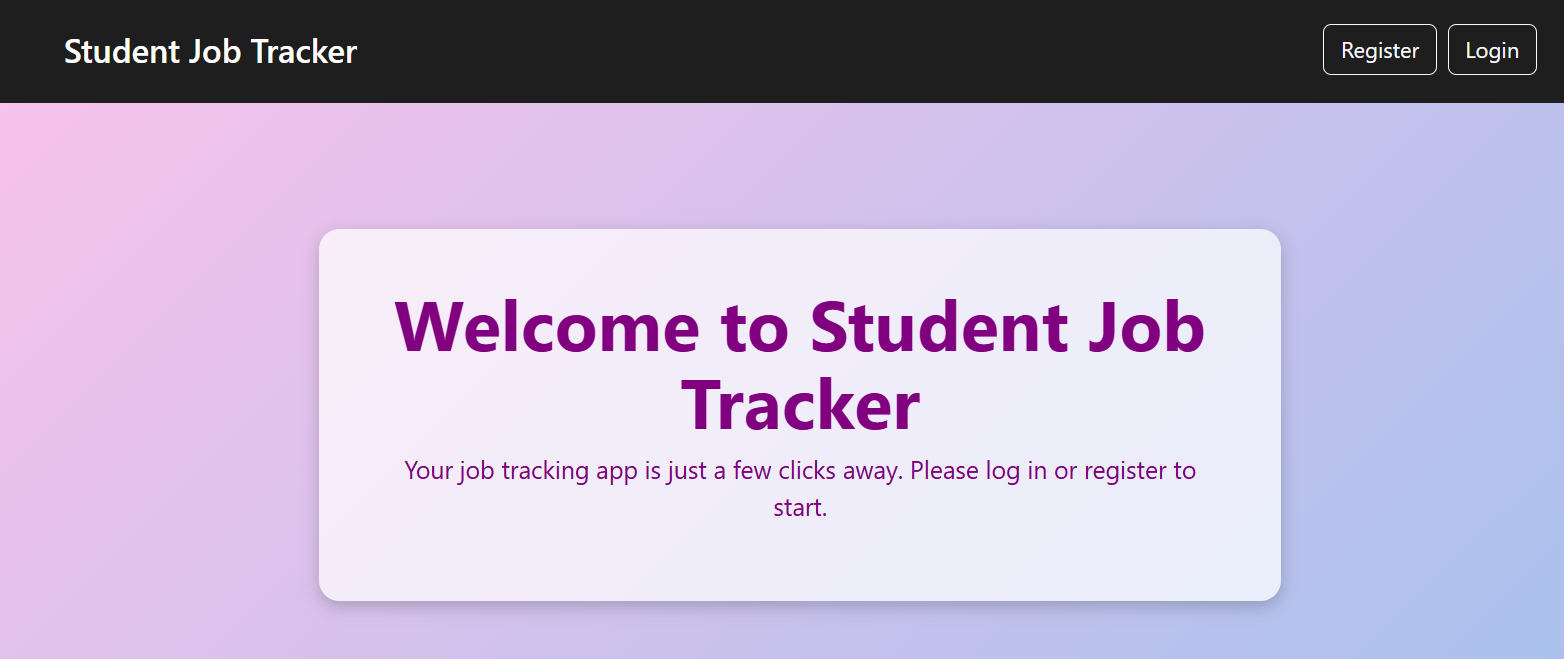 Student Job Tracker
Register
Login
Welcome to Student Job
Tracker
Your job tracking app is just a few clicks away. Please log in or register to
start.